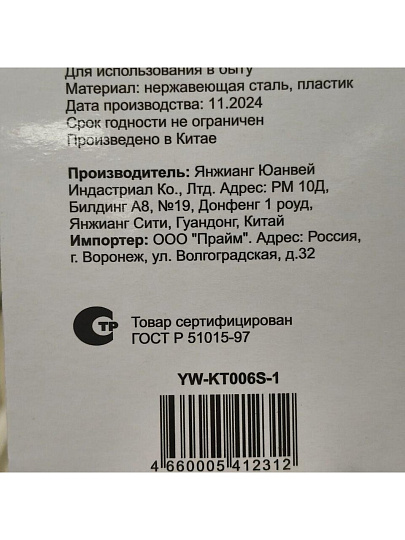 Для использования в быту
Материал: нержавеющая сталь, пластик
Дата производства: 11.2024
Срок годности не ограничен
Произведено в Китае
Производитель: Янжианг Юанвей
Индастриал Ко., Лтд. Адрес: РМ 10Д,
Билдинг А8, №19, Донфенг 1 роуд,
Янжианг Сити, Гуандонг, Китай
Импортер: ООО "Прайм". Адрес: Россия,
г. Воронеж, ул. Волгоградская, д.32
СТР
Товар сертифицирован
ГОСТ Р 51015-97
YW-KT006S-1
4 660005 412312